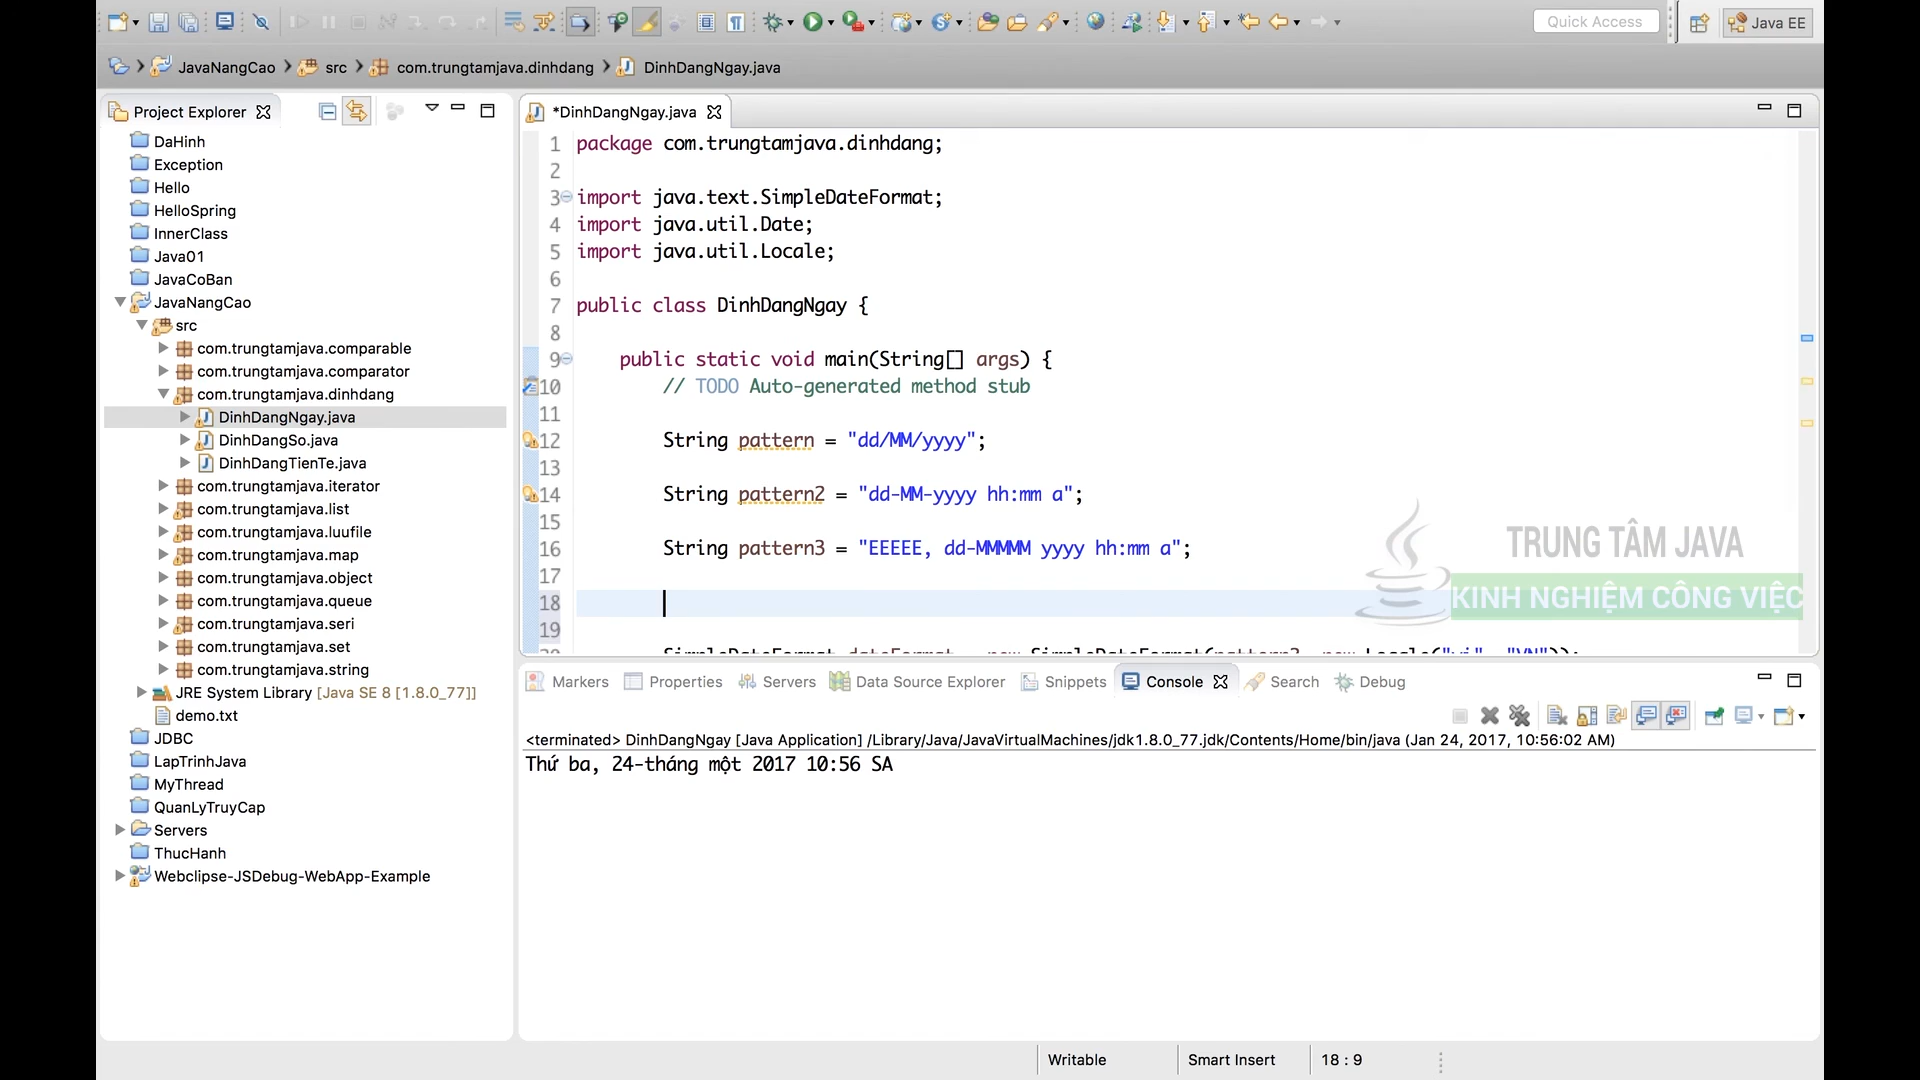 Quick Access
Java EE
JavaNangCao
src
com.trungtamjava.dinhdang
DinhDangNgay.java
Project Explorer
DaHinh
Exception
Hello
HelloSpring
InnerClass
Java01
JavaCoBan
JavaNangCao
src
com.trungtamjava.comparable
com.trungtamjava.comparator
com.trungtamjava.dinhdang
DinhDangNgay.java
DinhDangSo.java
DinhDangTienTe.java
com.trungtamjava.iterator
com.trungtamjava.list
com.trungtamjava.luufile
com.trungtamjava.map
com.trungtamjava.object
com.trungtamjava.queue
com.trungtamjava.seri
com.trungtamjava.set
com.trungtamjava.string
JRE System Library [Java SE 8 [1.8.0_77]]
demo.txt
JDBC
LapTrinhJava
MyThread
QuanLyTruyCap
Servers
ThucHanh
Webclipse-JSDebug-WebApp-Example
*DinhDangNgay.java
1 package com.trungtamjava.dinhdang;
2
3 import java.text.SimpleDateFormat;
4 import java.util.Date;
5 import java.util.Locale;
6
7 public class DinhDangNgay {
8
9 public static void main(String[] args) {
10 // TODO Auto-generated method stub
11
12 String pattern = "dd/MM/yyyy";
13
14 String pattern2 = "dd-MM-yyyy hh:mm a";
15
16 String pattern3 = "EEEEE, dd-MMMMM yyyy hh:mm a";
17
18
19
TRUNG TÂM JAVA
KINH NGHIỆM CÔNG VIỆC
Markers
Properties
Servers
Data Source Explorer
Snippets
Console
Search
Debug
<terminated> DinhDangNgay [Java Application] /Library/Java/JavaVirtualMachines/jdk1.8.0_77.jdk/Contents/Home/bin/java (Jan 24, 2017, 10:56:02 AM)
Thứ ba, 24-tháng một 2017 10:56 SA
Writable
Smart Insert
18 : 9